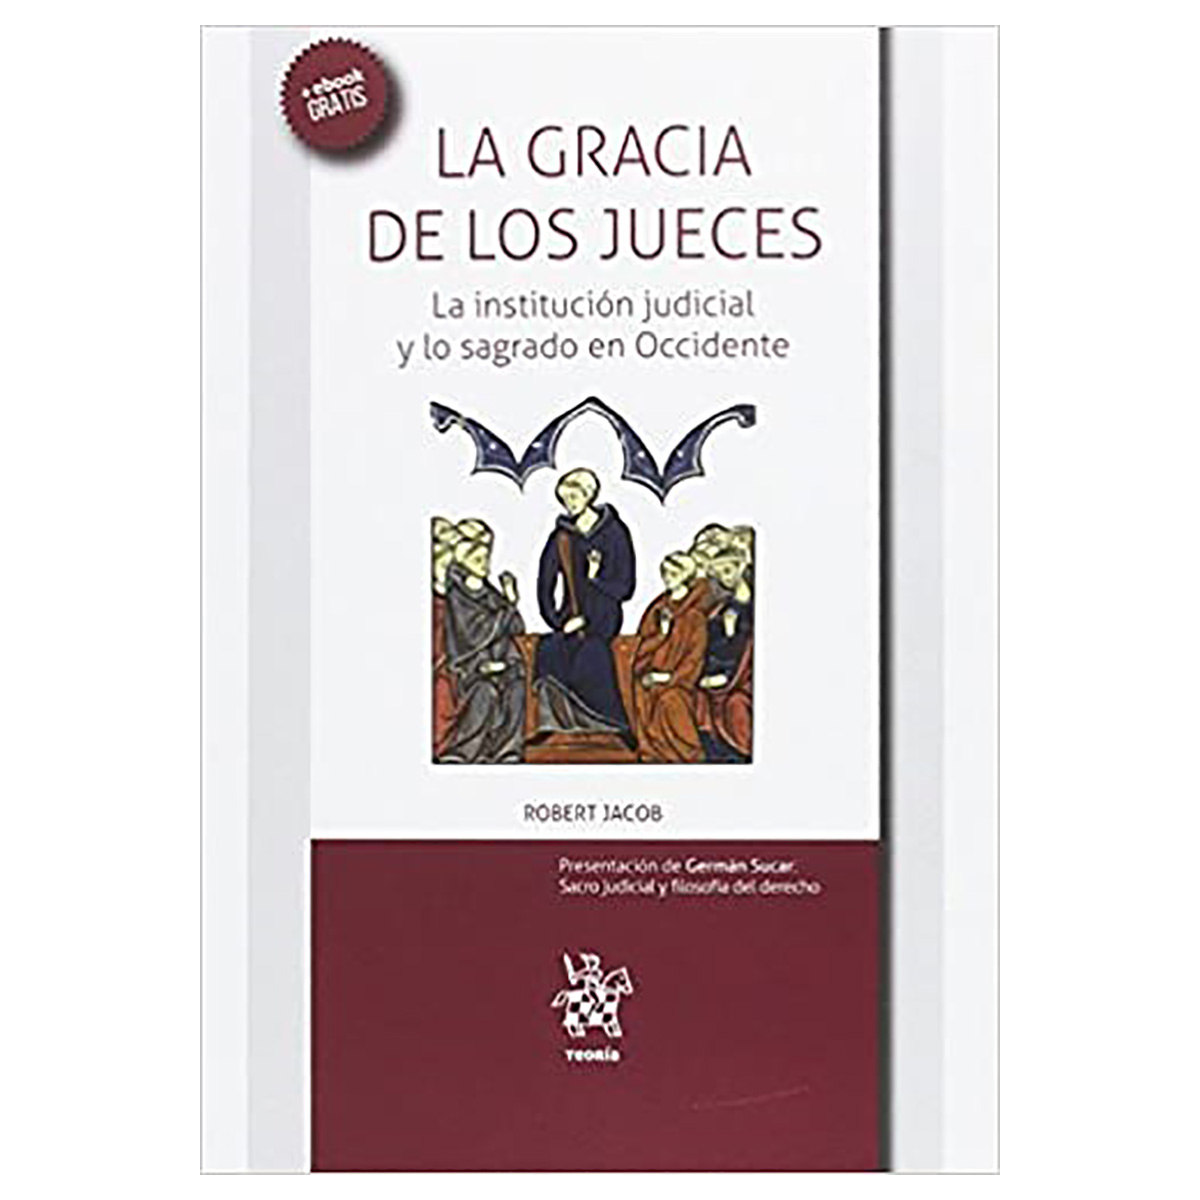 + ebook
GRATIS
LA GRACIA
DE LOS JUECES
La institución judicial
y lo sagrado en Occidente
ROBERT JACOB
Presentación de Germán Sucar,
Sacro judicial y filosofía del derecho
TEORÍA